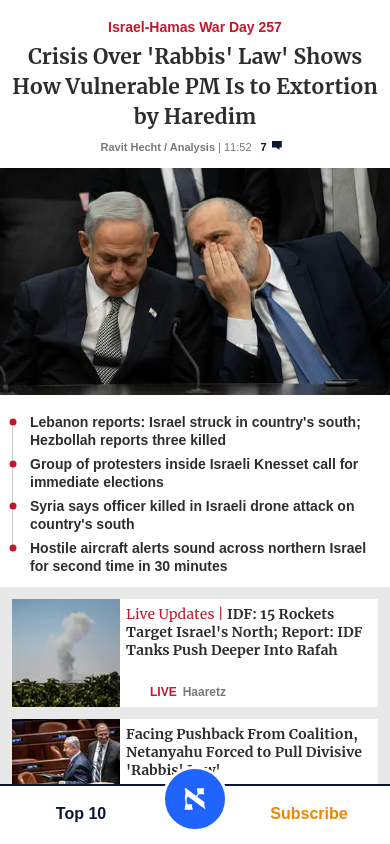 Israel-Hamas War Day 257
Crisis Over 'Rabbis' Law' Shows
How Vulnerable PM Is to Extortion
by Haredim
Ravit Hecht / Analysis | 11:52 7
Lebanon reports: Israel struck in country's south;
Hezbollah reports three killed
Group of protesters inside Israeli Knesset call for
immediate elections
Syria says officer killed in Israeli drone attack on
country's south
Hostile aircraft alerts sound across northern Israel
for second time in 30 minutes
Live Updates | IDF: 15 Rockets
Target Israel's North; Report: IDF
Tanks Push Deeper Into Rafah
LIVE Haaretz
Facing Pushback From Coalition,
Netanyahu Forced to Pull Divisive
'Rabbis' Law'
Top 10
Subscribe